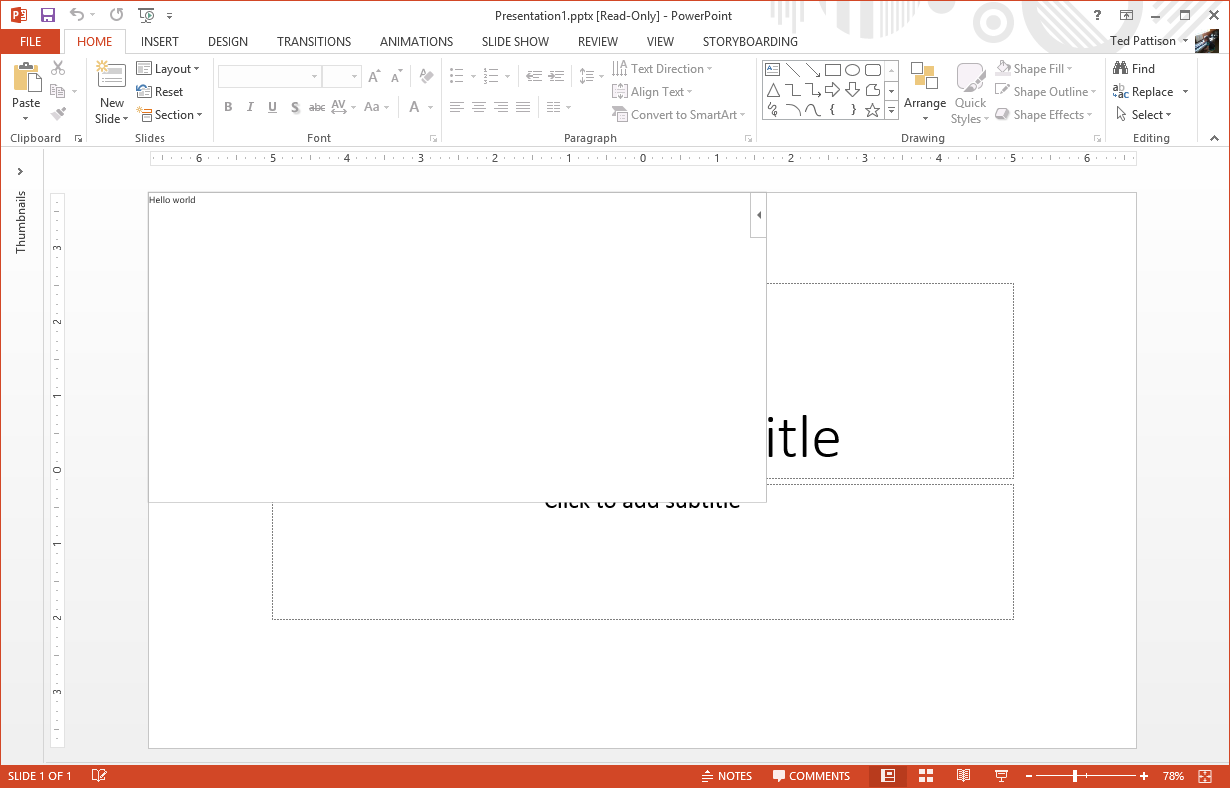 Presentation1.pptx [Read-Only] - PowerPoint
?
FILE HOME INSERT DESIGN TRANSITIONS ANIMATIONS SLIDE SHOW REVIEW VIEW STORYBOARDING Ted Pattison
Paste
New
Slide
Layout
Reset
Section
B I U S abc AV Aa A
Text Direction
Align Text
Convert to SmartArt
Arrange
Quick
Styles
Shape Fill
Shape Outline
Shape Effects
Find
Replace
Select
Clipboard Slides Font Paragraph Drawing Editing
6 5 4 3 2 1 0 1 2 3 4 5 6
Thumbnails
3
2
1
0
1
2
3
Hello world
itle
Click to add subtitle
SLIDE 1 OF 1 NOTES COMMENTS 78%